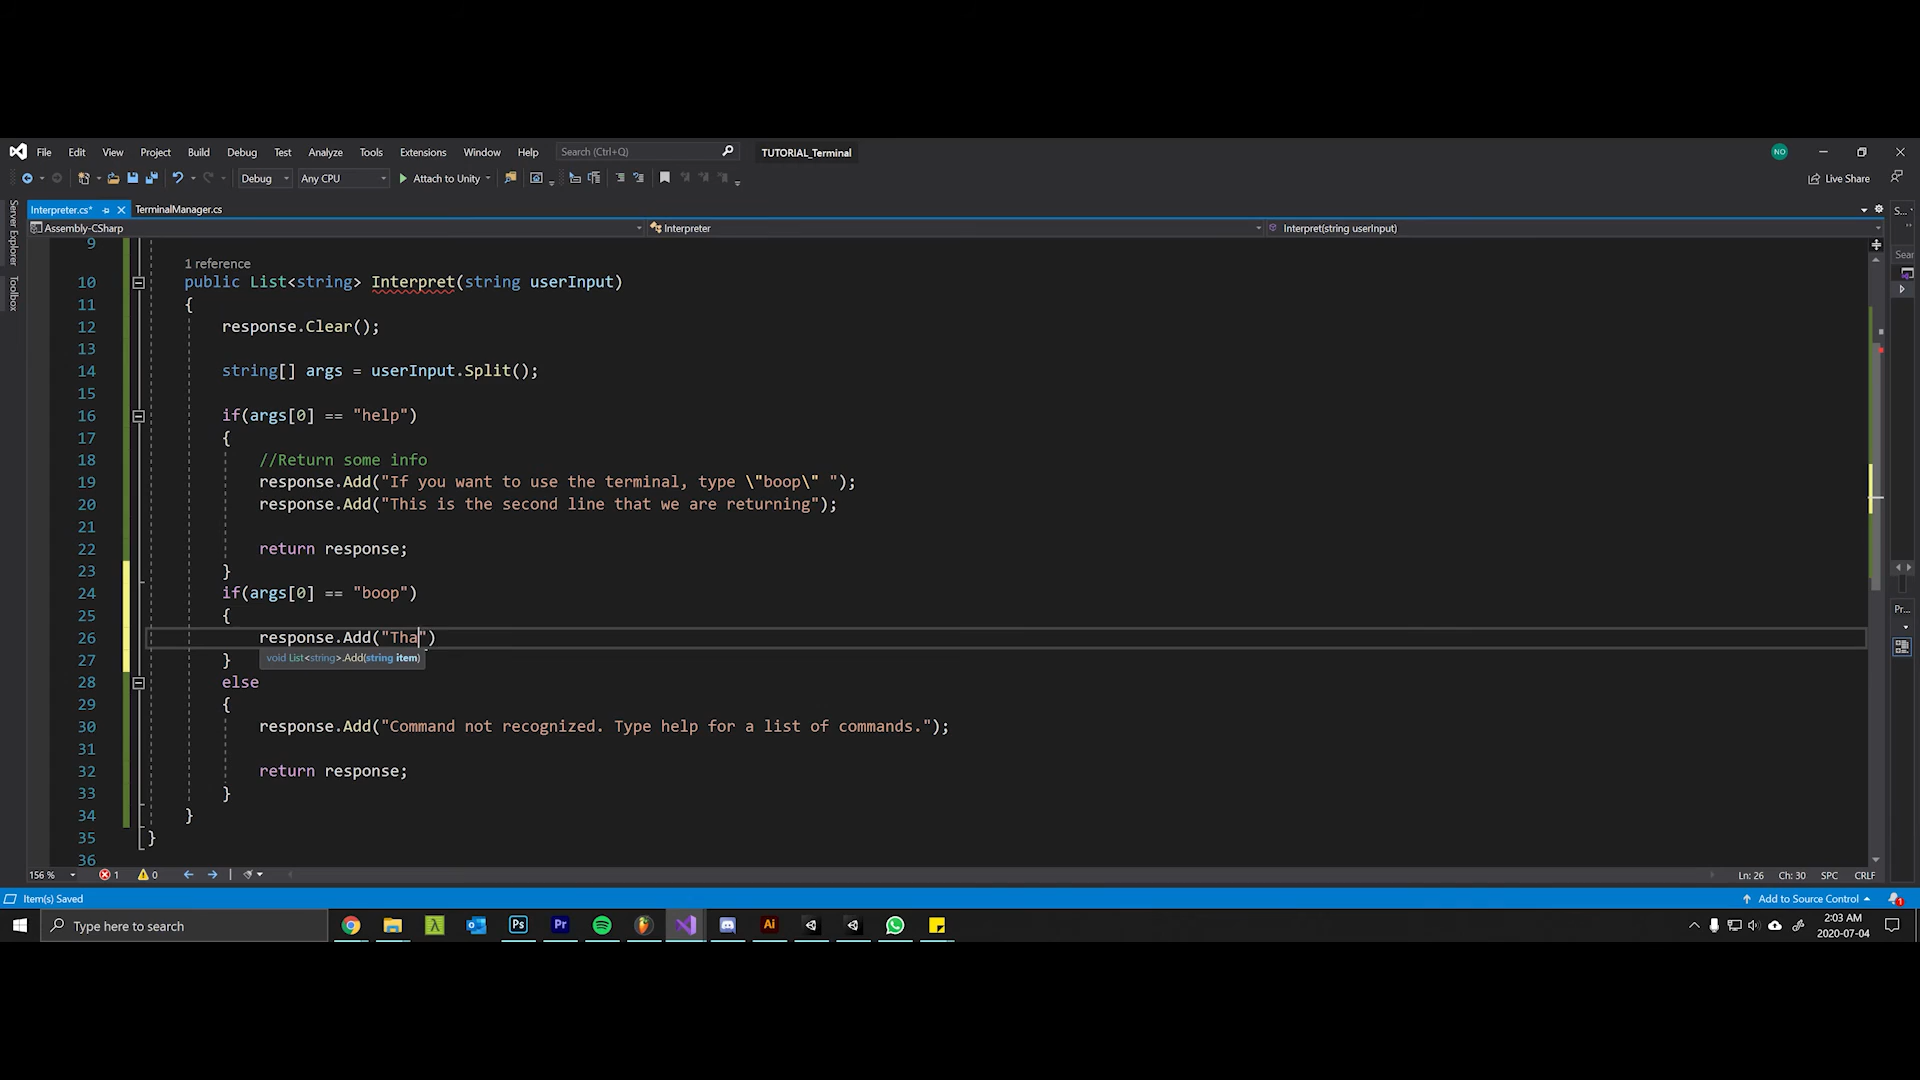 File Edit View Project Build Debug Test Analyze Tools Extensions Window Help Search (Ctrl+Q) TUTORIAL_Terminal NO
Debug Any CPU Attach to Unity Live Share
Interpreter.cs* TerminalManager.cs S...
Server Explorer
Toolbox
Assembly-CSharp Interpreter Interpret(string userInput)
9
Sear
1 reference
10 public List<string> Interpret(string userInput)
11 {
12 response.Clear();
13
14 string[] args = userInput.Split();
15
16 if(args[0] == "help")
17 {
18 //Return some info
19 response.Add("If you want to use the terminal, type \"boop\" ");
20 response.Add("This is the second line that we are returning");
21
22 return response;
23 }
24 if(args[0] == "boop")
25 {
Pr...
26 response.Add("Tha")
27 }
void List<string>.Add(string item)
28 else
29 {
30 response.Add("Command not recognized. Type help for a list of commands.");
31
32 return response;
33 }
34 }
35 }
36
156 % 1 0 Ln: 26 Ch: 30 SPC CRLF
Item(s) Saved Add to Source Control 1
Type here to search Ps Pr Ai 2:03 AM
2020-07-04